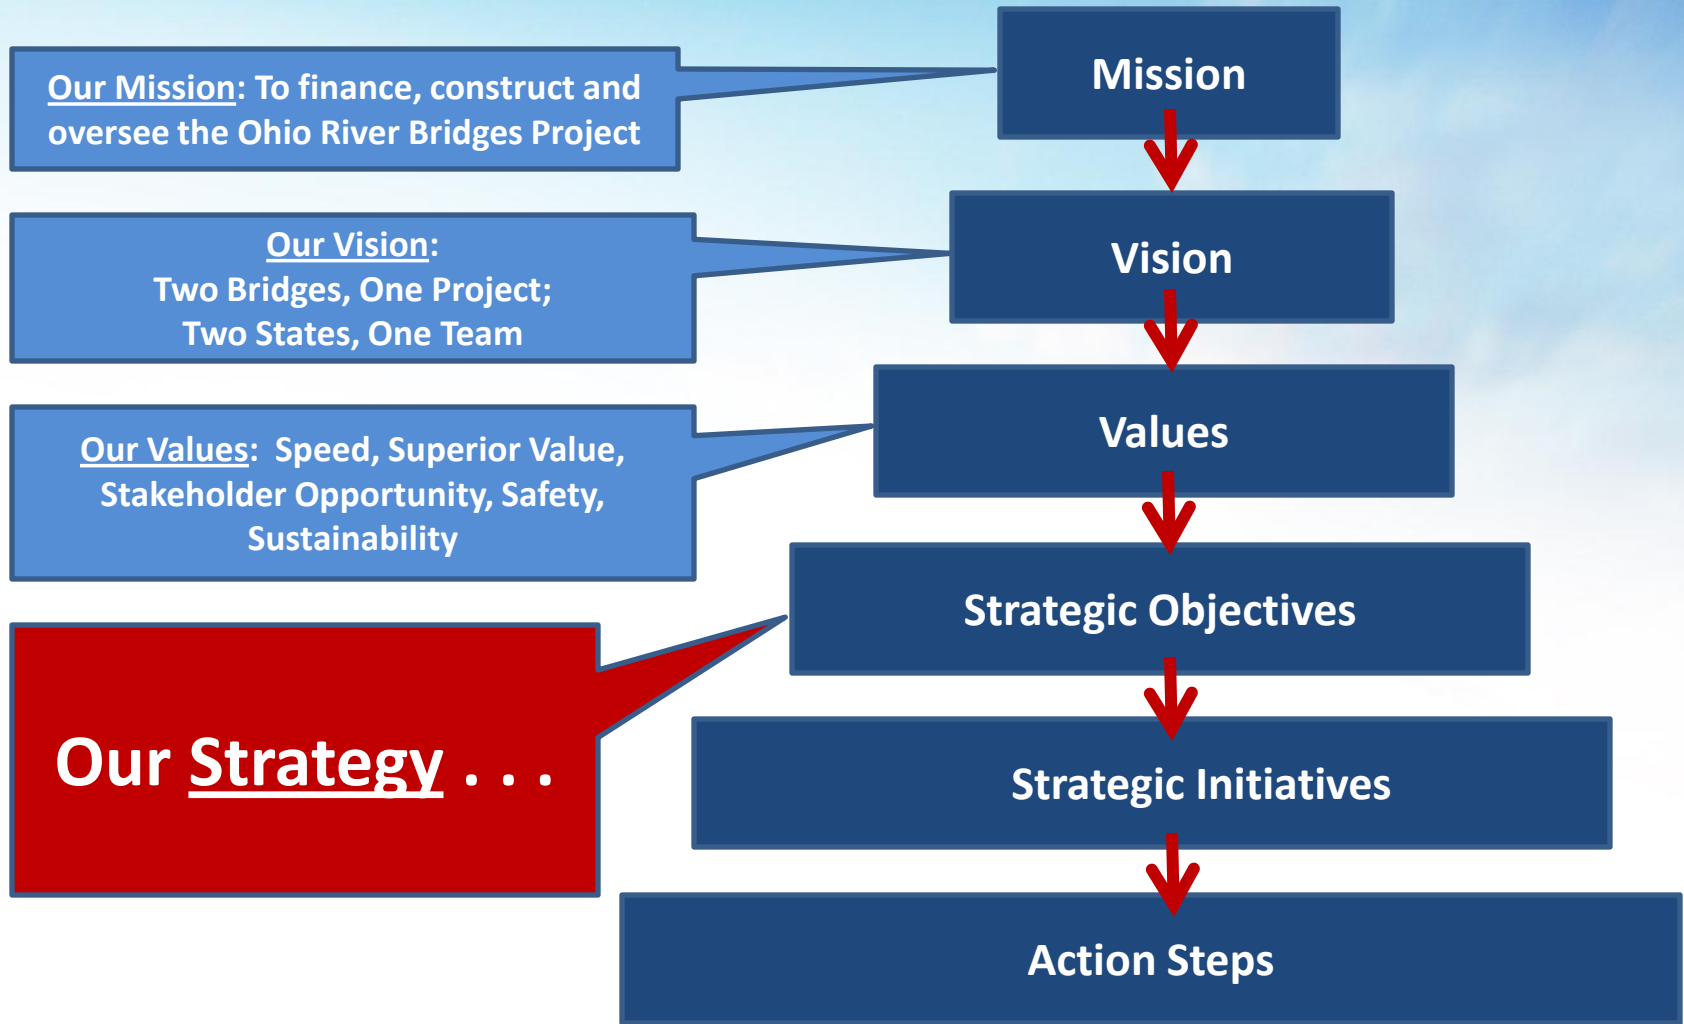 Our Mission: To finance, construct and
oversee the Ohio River Bridges Project
Mission
Our Vision:
Two Bridges, One Project;
Two States, One Team
Vision
Our Values:  Speed, Superior Value,
Stakeholder Opportunity, Safety,
Sustainability
Values
Our Strategy . . .
Strategic Objectives
Strategic Initiatives
Action Steps